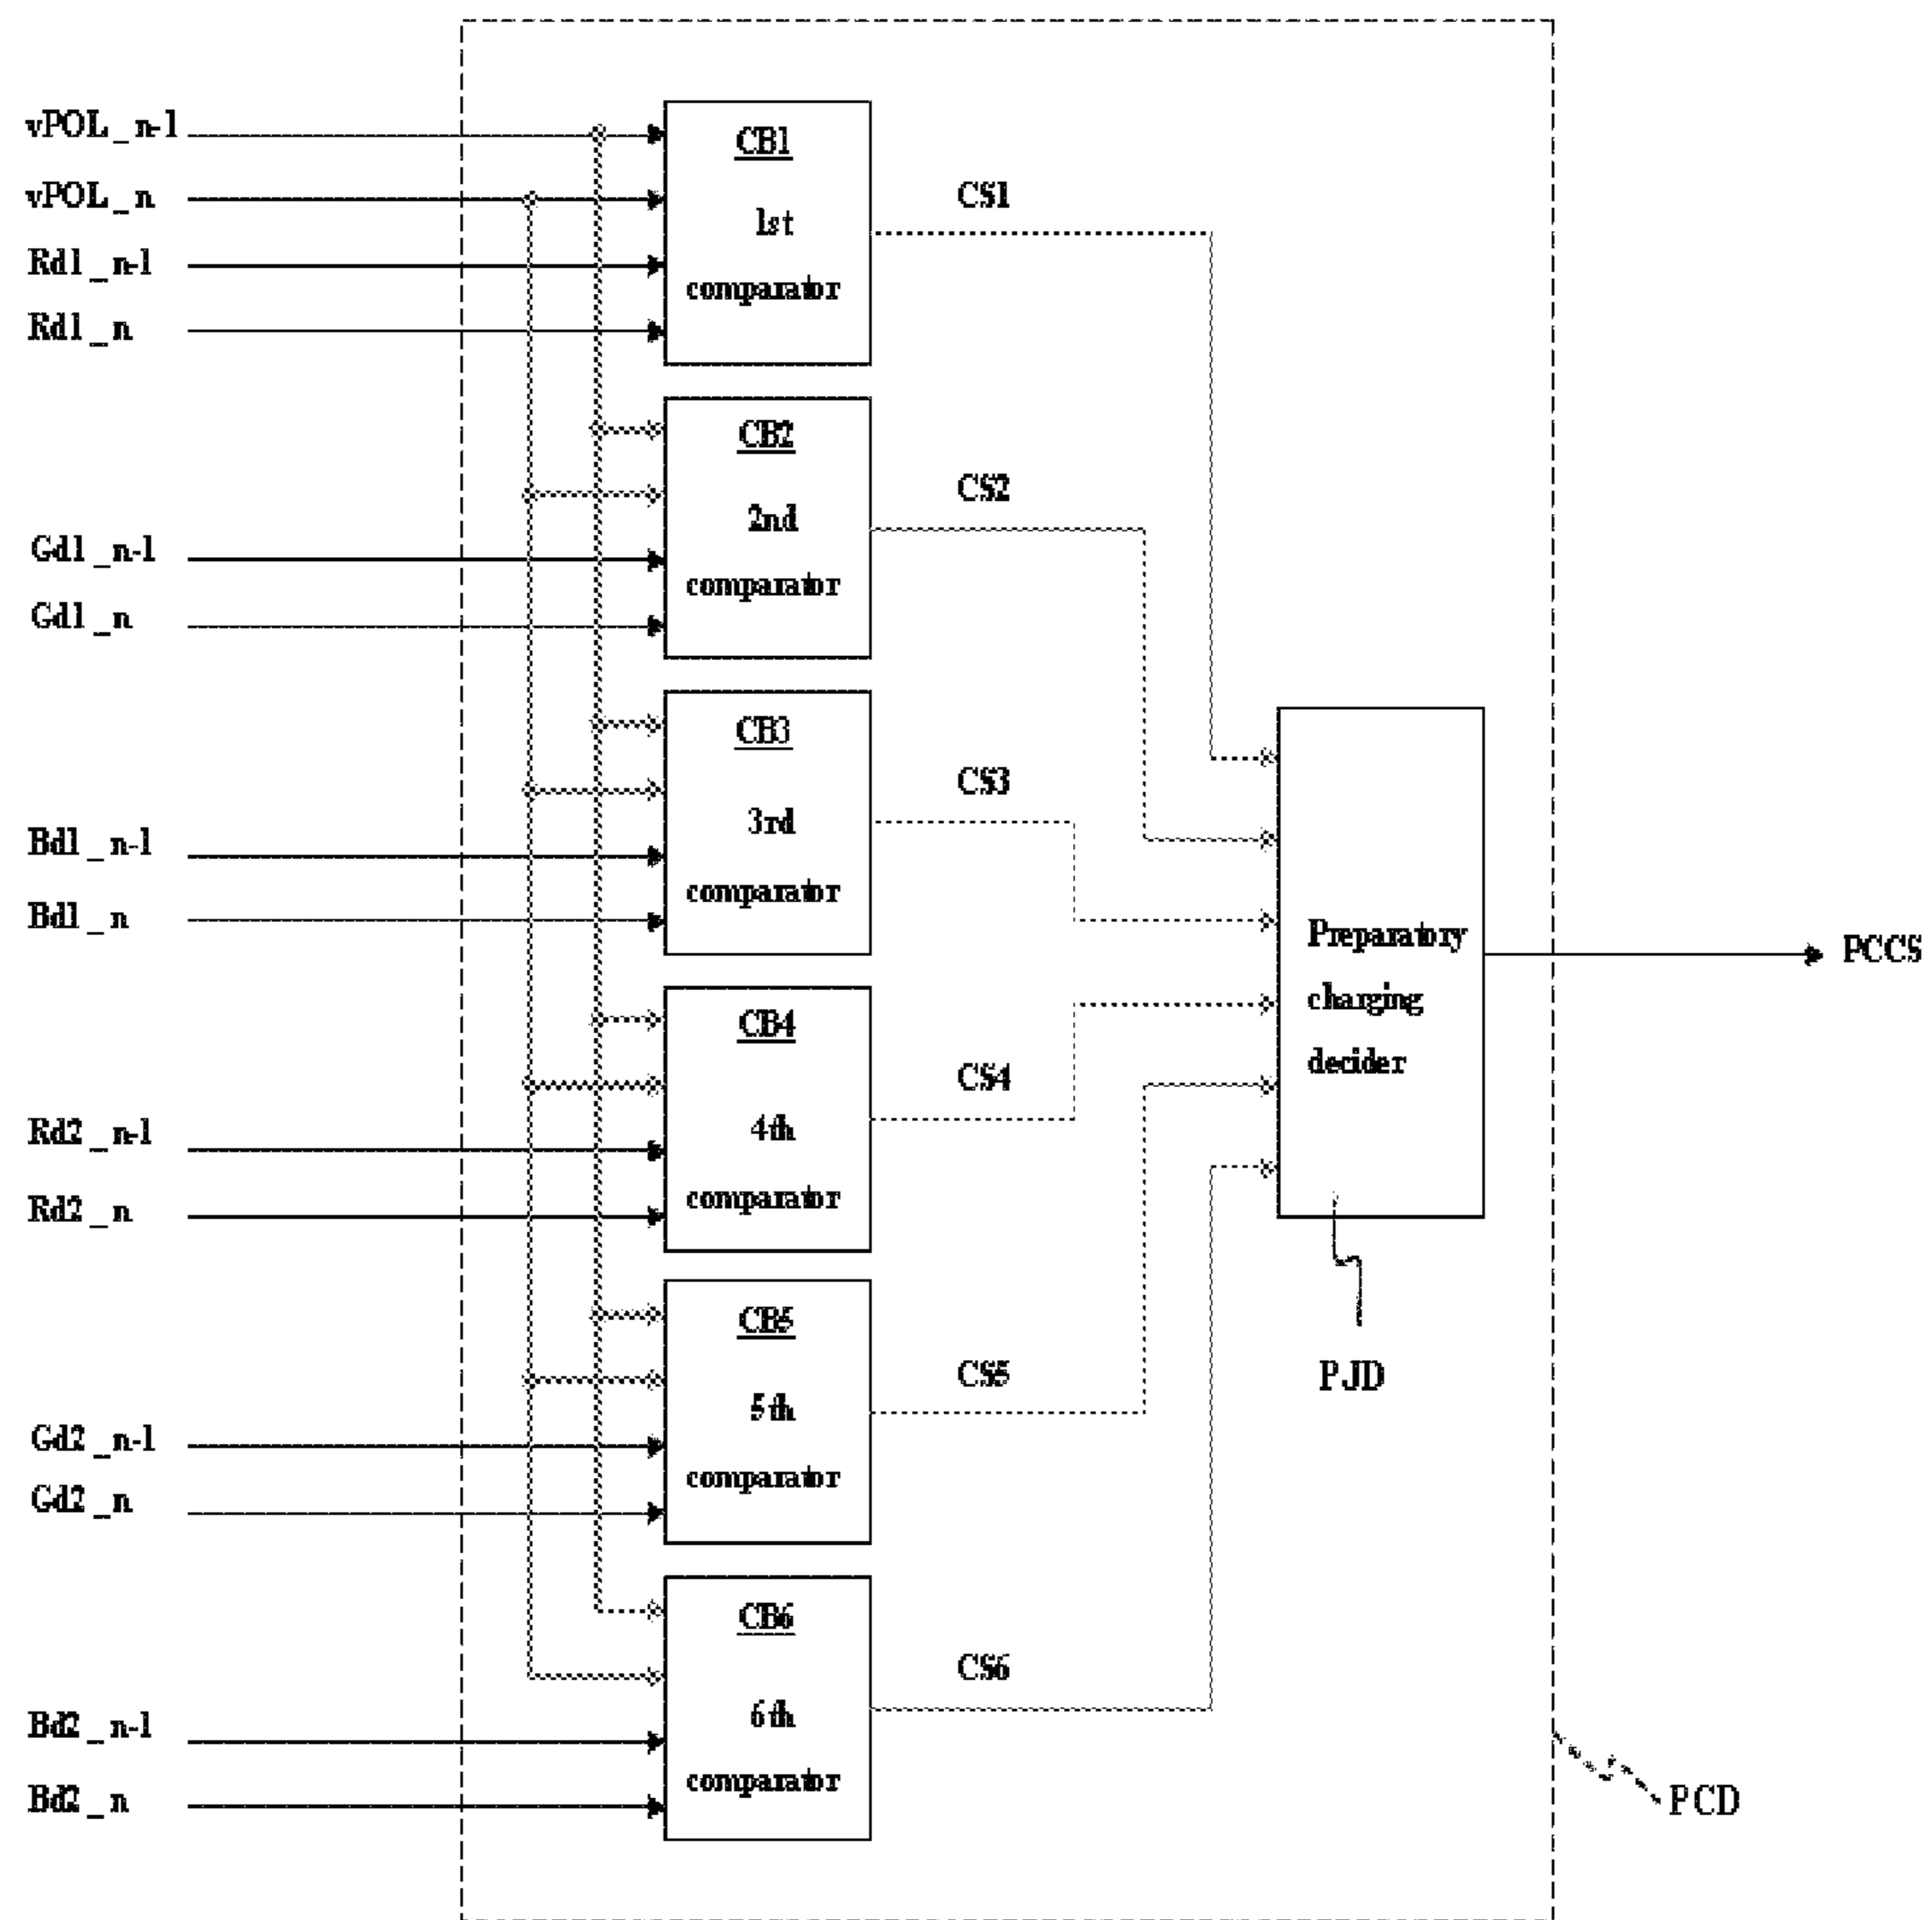 vPOL_n-1
vPOL_n
Rd1_n-1
Rd1_n
CB1
1st
comparator
CS1
Gd1_n-1
Gd1_n
CB2
2nd
comparator
CS2
Bd1_n-1
Bd1_n
CB3
3rd
comparator
CS3
Rd2_n-1
Rd2_n
CB4
4th
comparator
CS4
Gd2_n-1
Gd2_n
CB5
5th
comparator
CS5
Bd2_n-1
Bd2_n
CB6
6th
comparator
CS6
Preparatory
charging
decider
PCCS
PJD
PCD